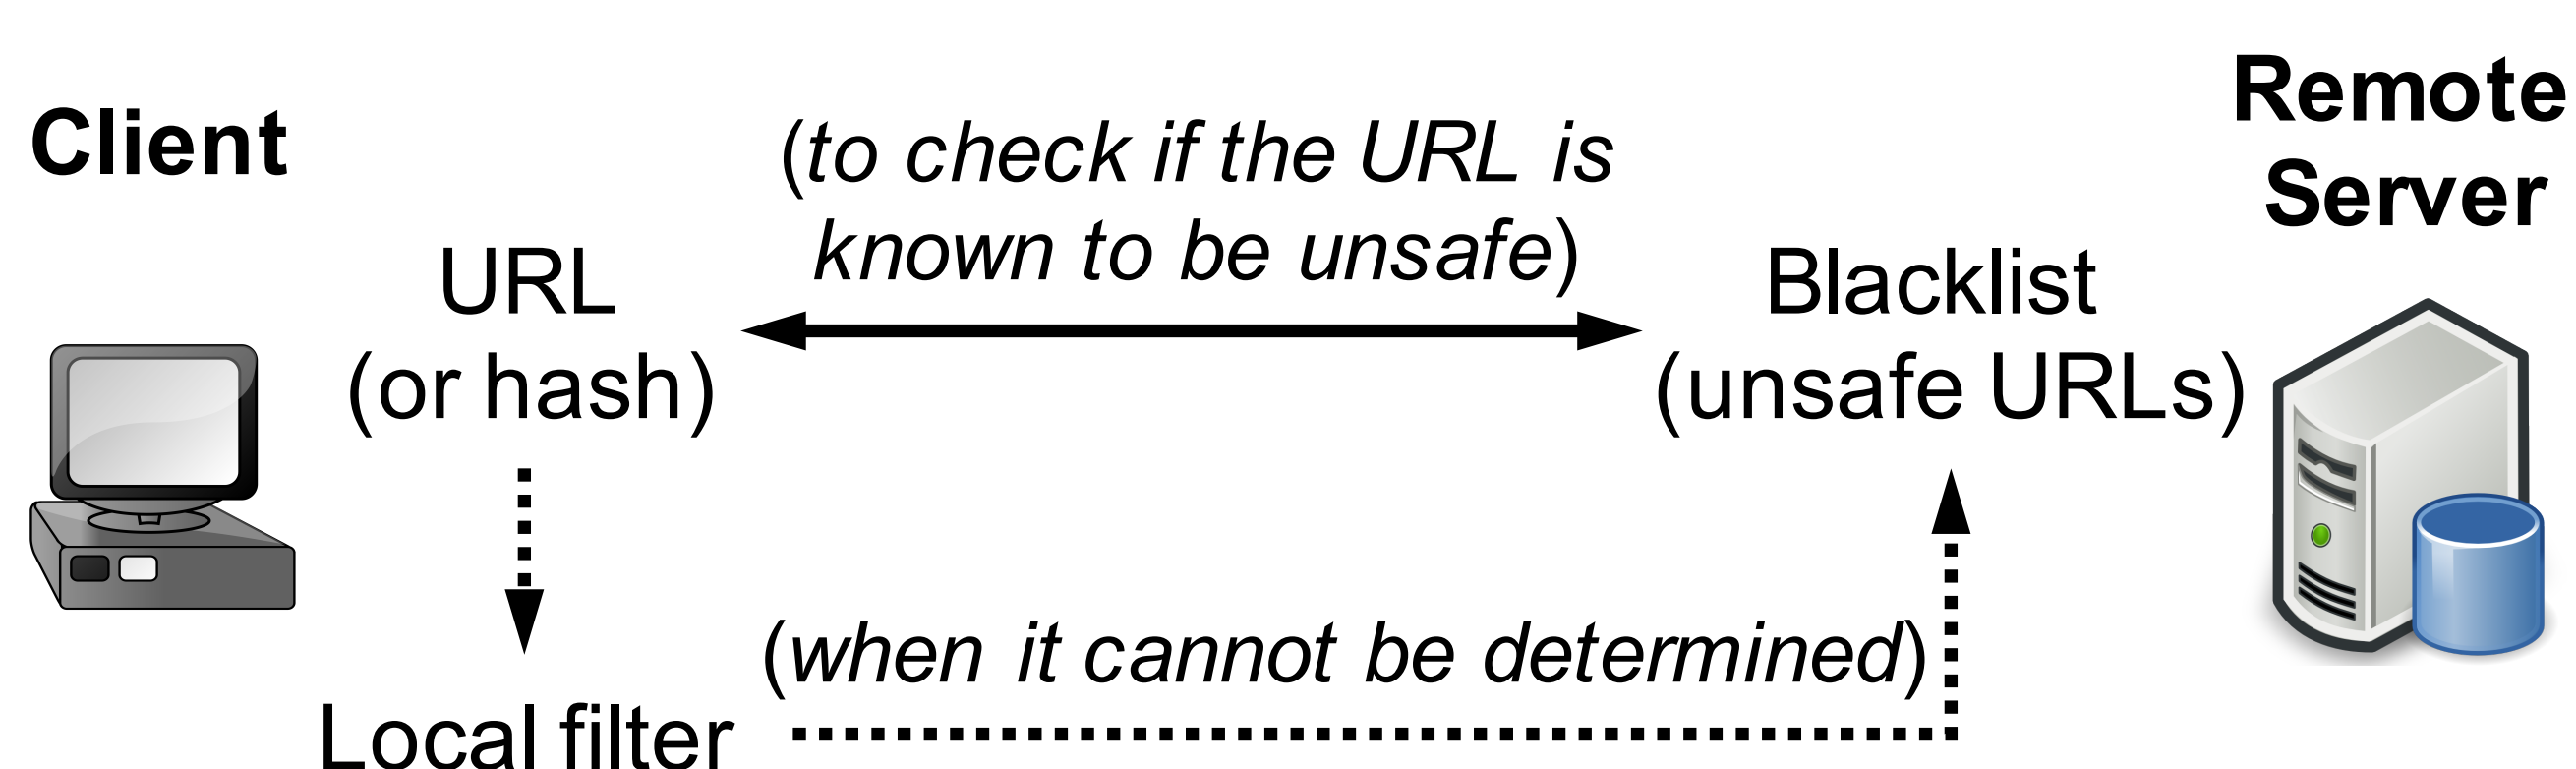 Client
(to check if the URL is
known to be unsafe)
Remote
Server
URL
(or hash)
Blacklist
(unsafe URLs)
(when it cannot be determined)
Local filter